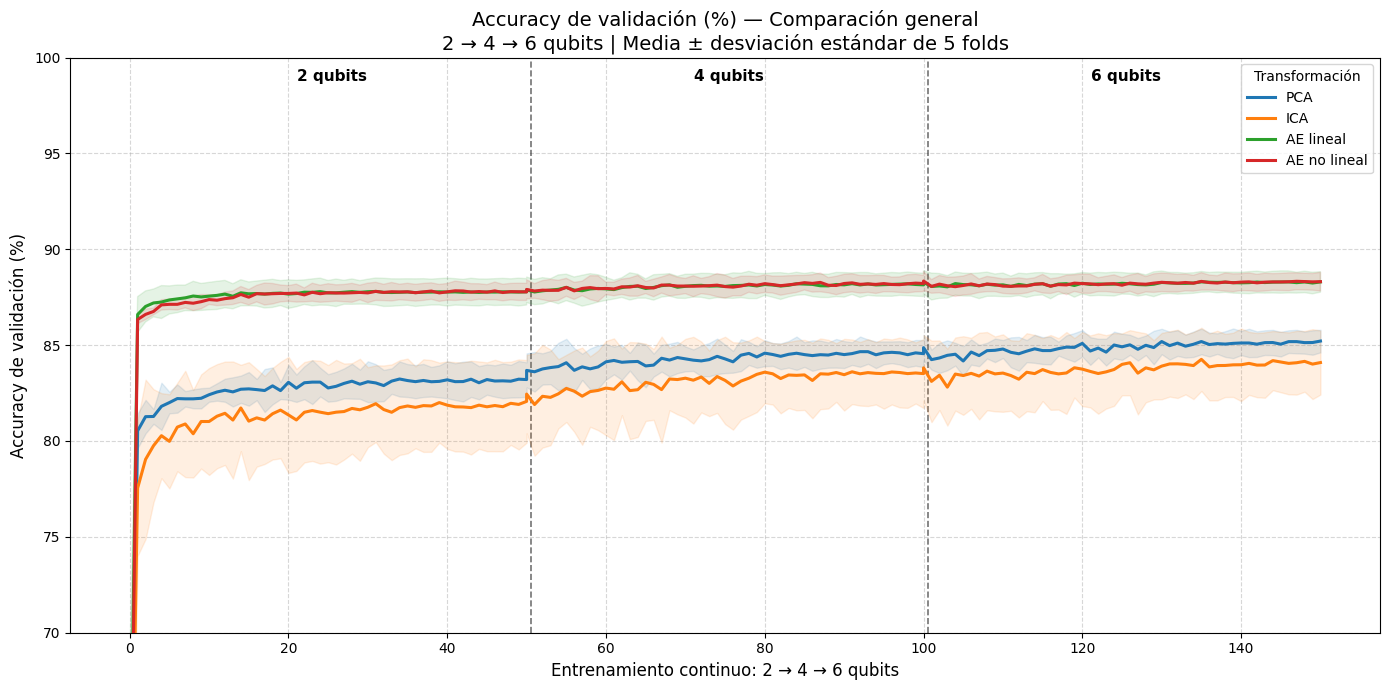 Accuracy de validación (%) — Comparación general
2 → 4 → 6 qubits | Media ± desviación estándar de 5 folds
2 qubits
4 qubits
6 qubits
Transformación
PCA
ICA
AE lineal
AE no lineal
Accuracy de validación (%)
100
95
90
85
80
75
70
0
20
40
60
80
100
120
140
Entrenamiento continuo: 2 → 4 → 6 qubits